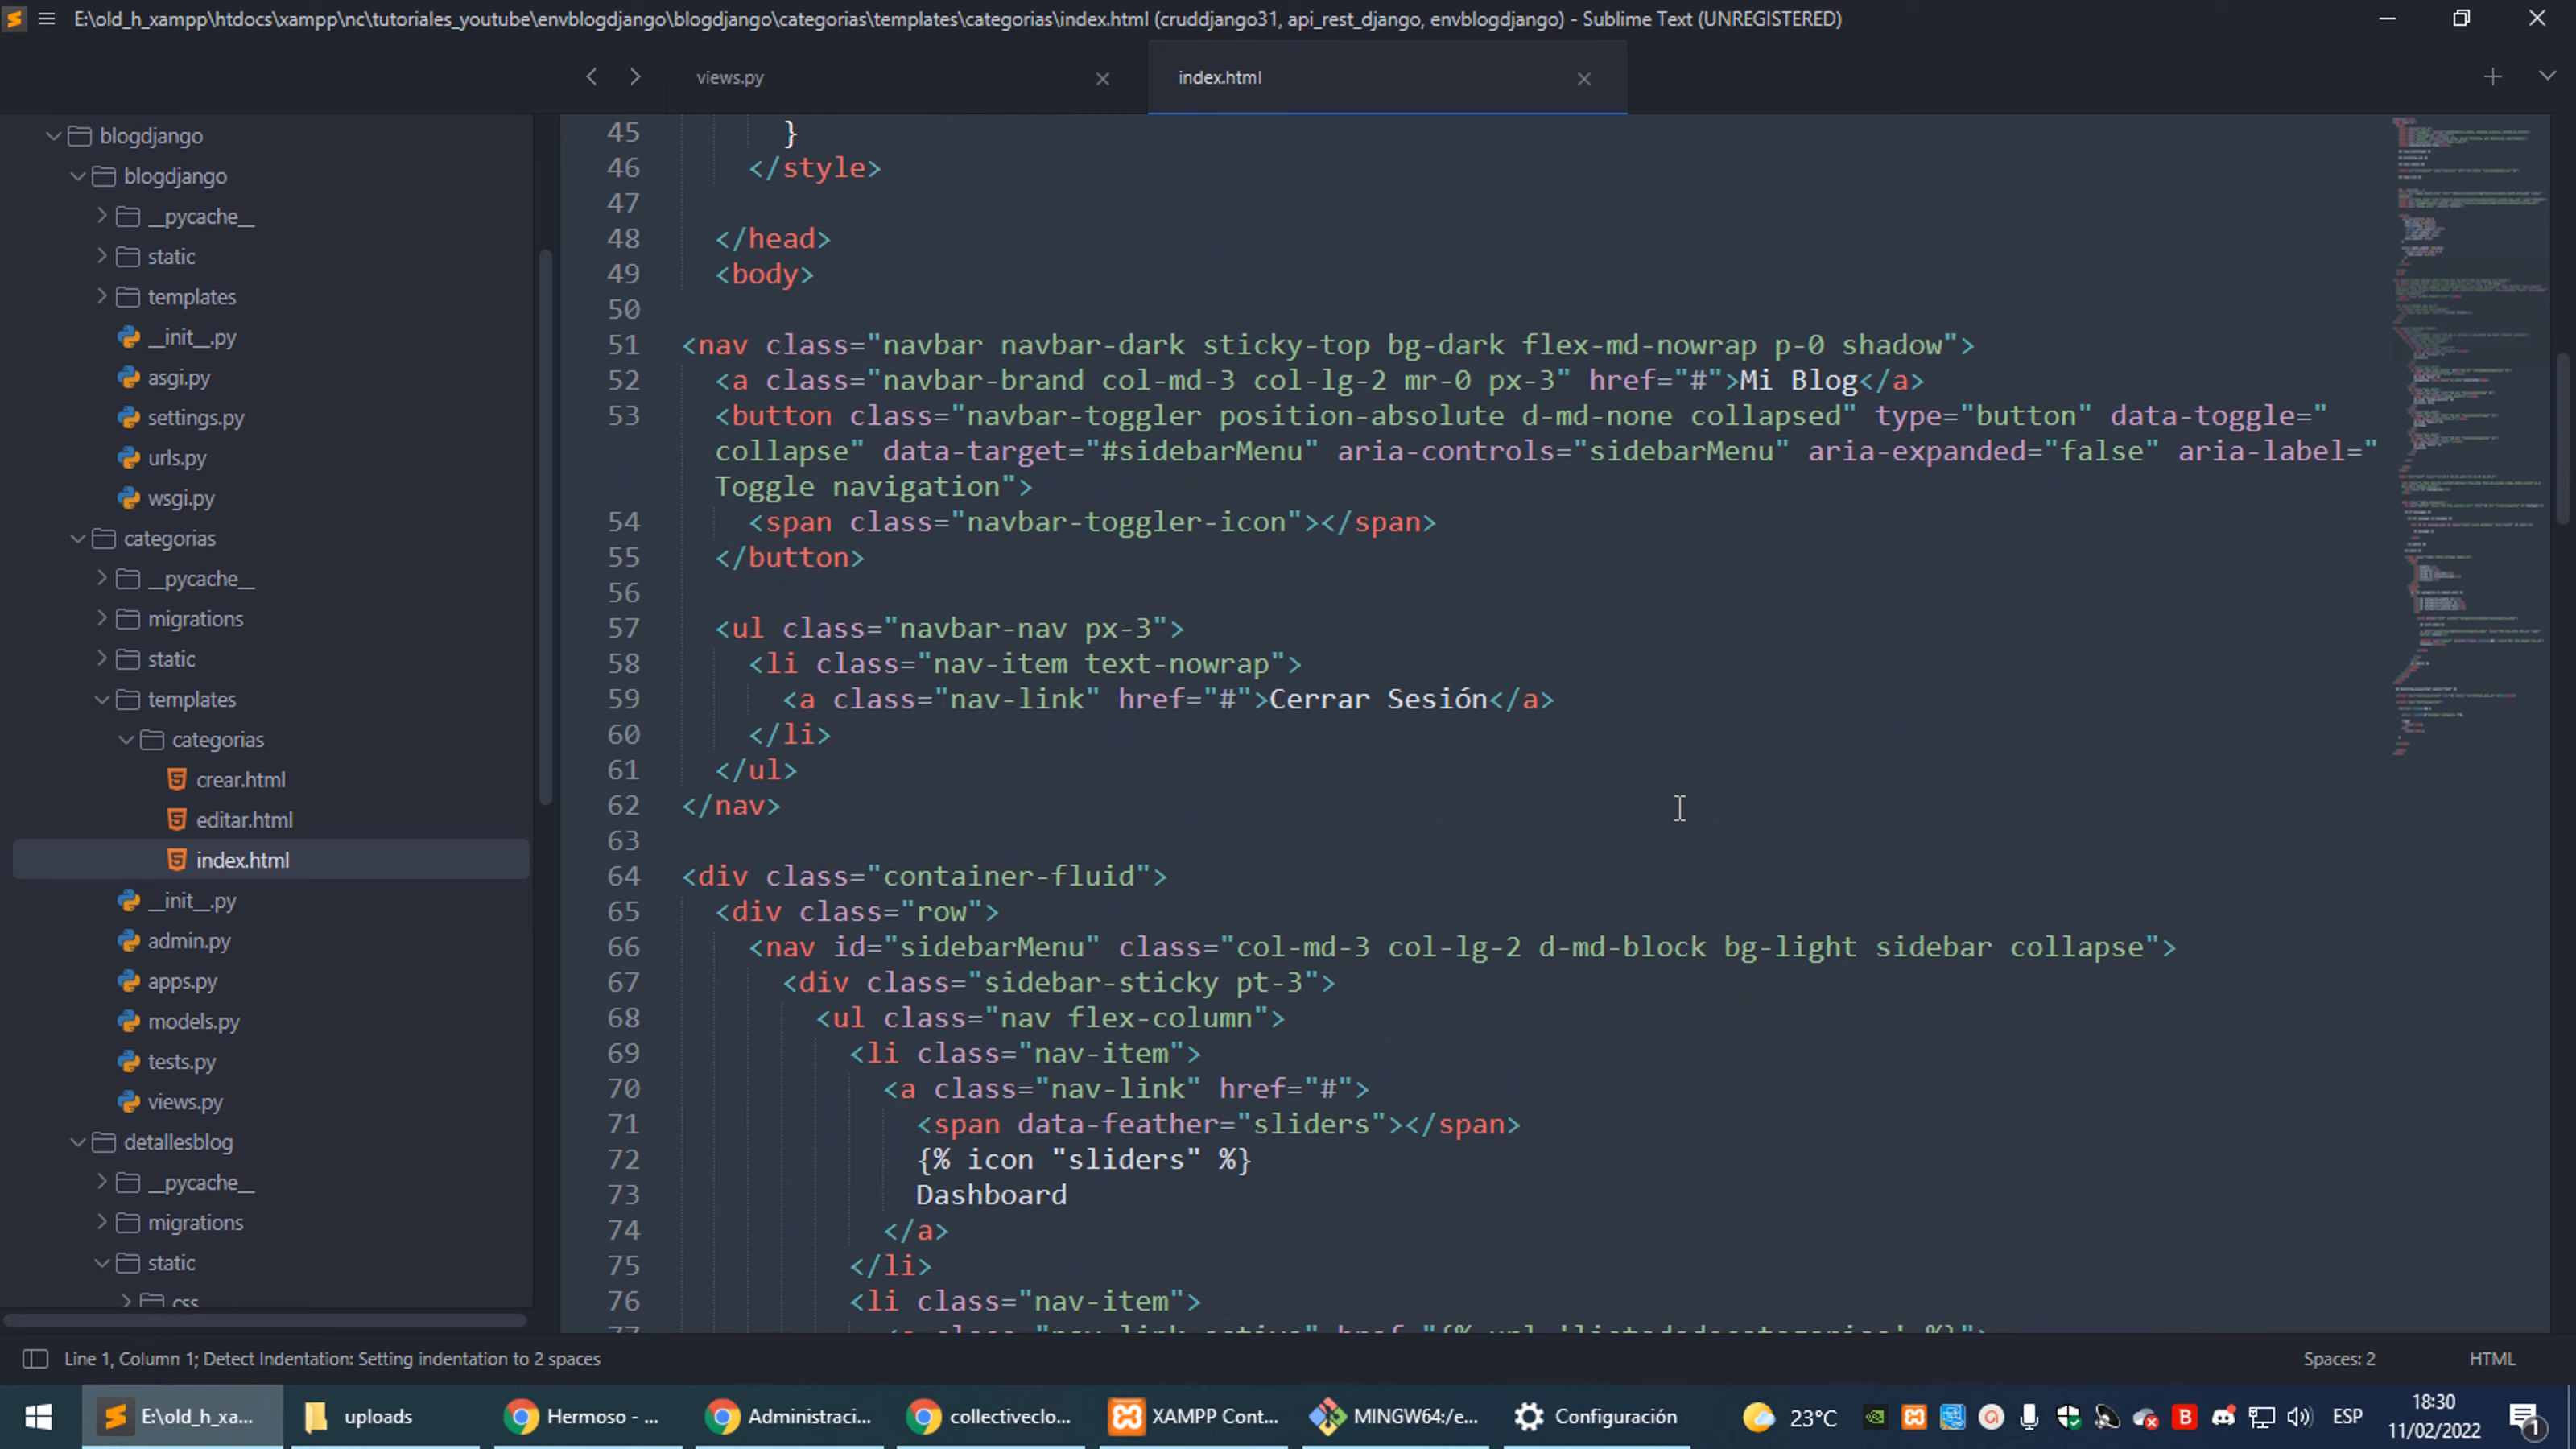 E:\old_h_xampp\htdocs\xampp\nc\tutoriales_youtube\envblogdjango\blogdjango\categorias\templates\categorias\index.html (cruddjango31, api_rest_django, envblogdjango) - Sublime Text (UNREGISTERED)
views.py
index.html
blogdjango
blogdjango
__pycache__
static
templates
__init__.py
asgi.py
settings.py
urls.py
wsgi.py
categorias
__pycache__
migrations
static
templates
categorias
crear.html
editar.html
index.html
__init__.py
admin.py
apps.py
models.py
tests.py
views.py
detallesblog
__pycache__
migrations
static
css
45 }
46 </style>
47
48 </head>
49 <body>
50
51 <nav class="navbar navbar-dark sticky-top bg-dark flex-md-nowrap p-0 shadow">
52 <a class="navbar-brand col-md-3 col-lg-2 mr-0 px-3" href="#">Mi Blog</a>
53 <button class="navbar-toggler position-absolute d-md-none collapsed" type="button" data-toggle="
collapse" data-target="#sidebarMenu" aria-controls="sidebarMenu" aria-expanded="false" aria-label="
Toggle navigation">
54 <span class="navbar-toggler-icon"></span>
55 </button>
56
57 <ul class="navbar-nav px-3">
58 <li class="nav-item text-nowrap">
59 <a class="nav-link" href="#">Cerrar Sesión</a>
60 </li>
61 </ul>
62 </nav>
63
64 <div class="container-fluid">
65 <div class="row">
66 <nav id="sidebarMenu" class="col-md-3 col-lg-2 d-md-block bg-light sidebar collapse">
67 <div class="sidebar-sticky pt-3">
68 <ul class="nav flex-column">
69 <li class="nav-item">
70 <a class="nav-link" href="#">
71 <span data-feather="sliders"></span>
72 {% icon "sliders" %}
73 Dashboard
74 </a>
75 </li>
76 <li class="nav-item">
Line 1, Column 1; Detect Indentation: Setting indentation to 2 spaces
Spaces: 2
HTML
E:\old_h_xa...
uploads
Hermoso - ...
Administraci...
collectiveclo...
XAMPP Cont...
MINGW64:/e...
Configuración
23°C
ESP
18:30
11/02/2022
1